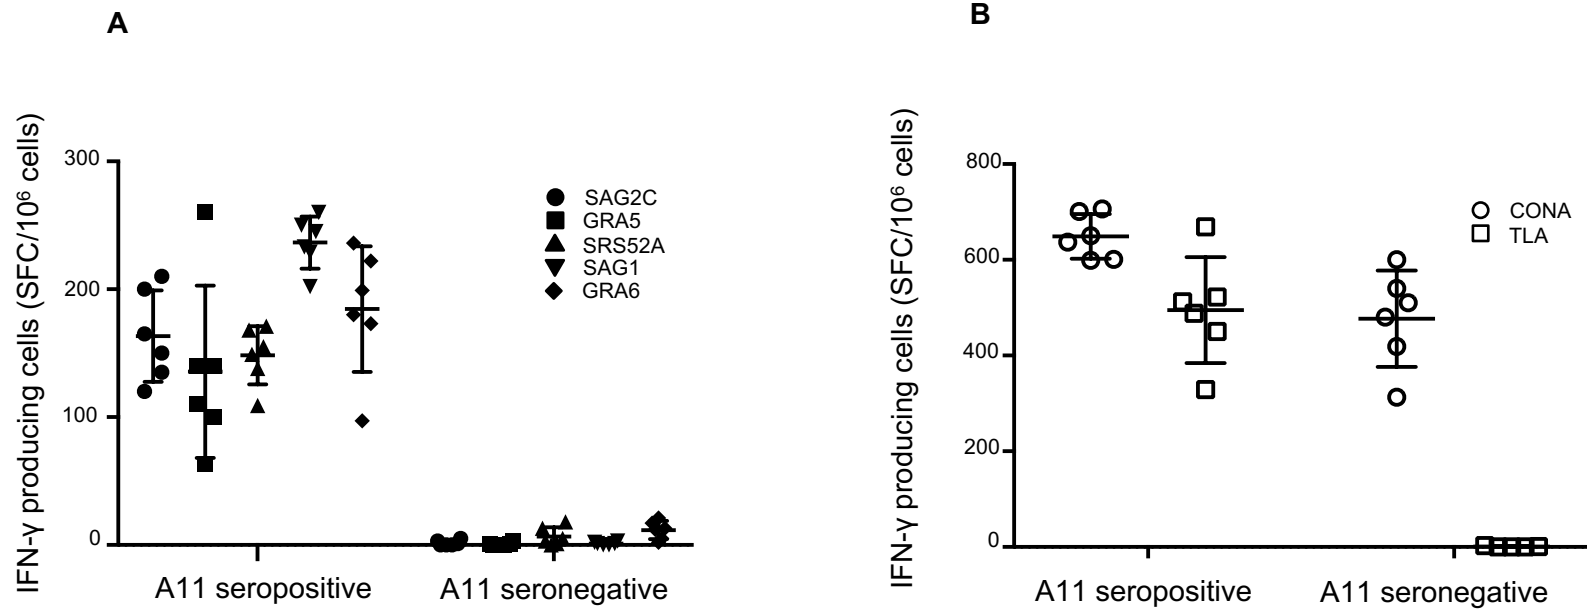 A
IFN-γ producing cells (SFC/10⁶ cells)
300
200
100
0
SAG2C
GRA5
SRS52A
SAG1
GRA6
A11 seropositive
A11 seronegative
B
IFN-γ producing cells (SFC/10⁶ cells)
800
600
400
200
0
CONA
TLA
A11 seropositive
A11 seronegative